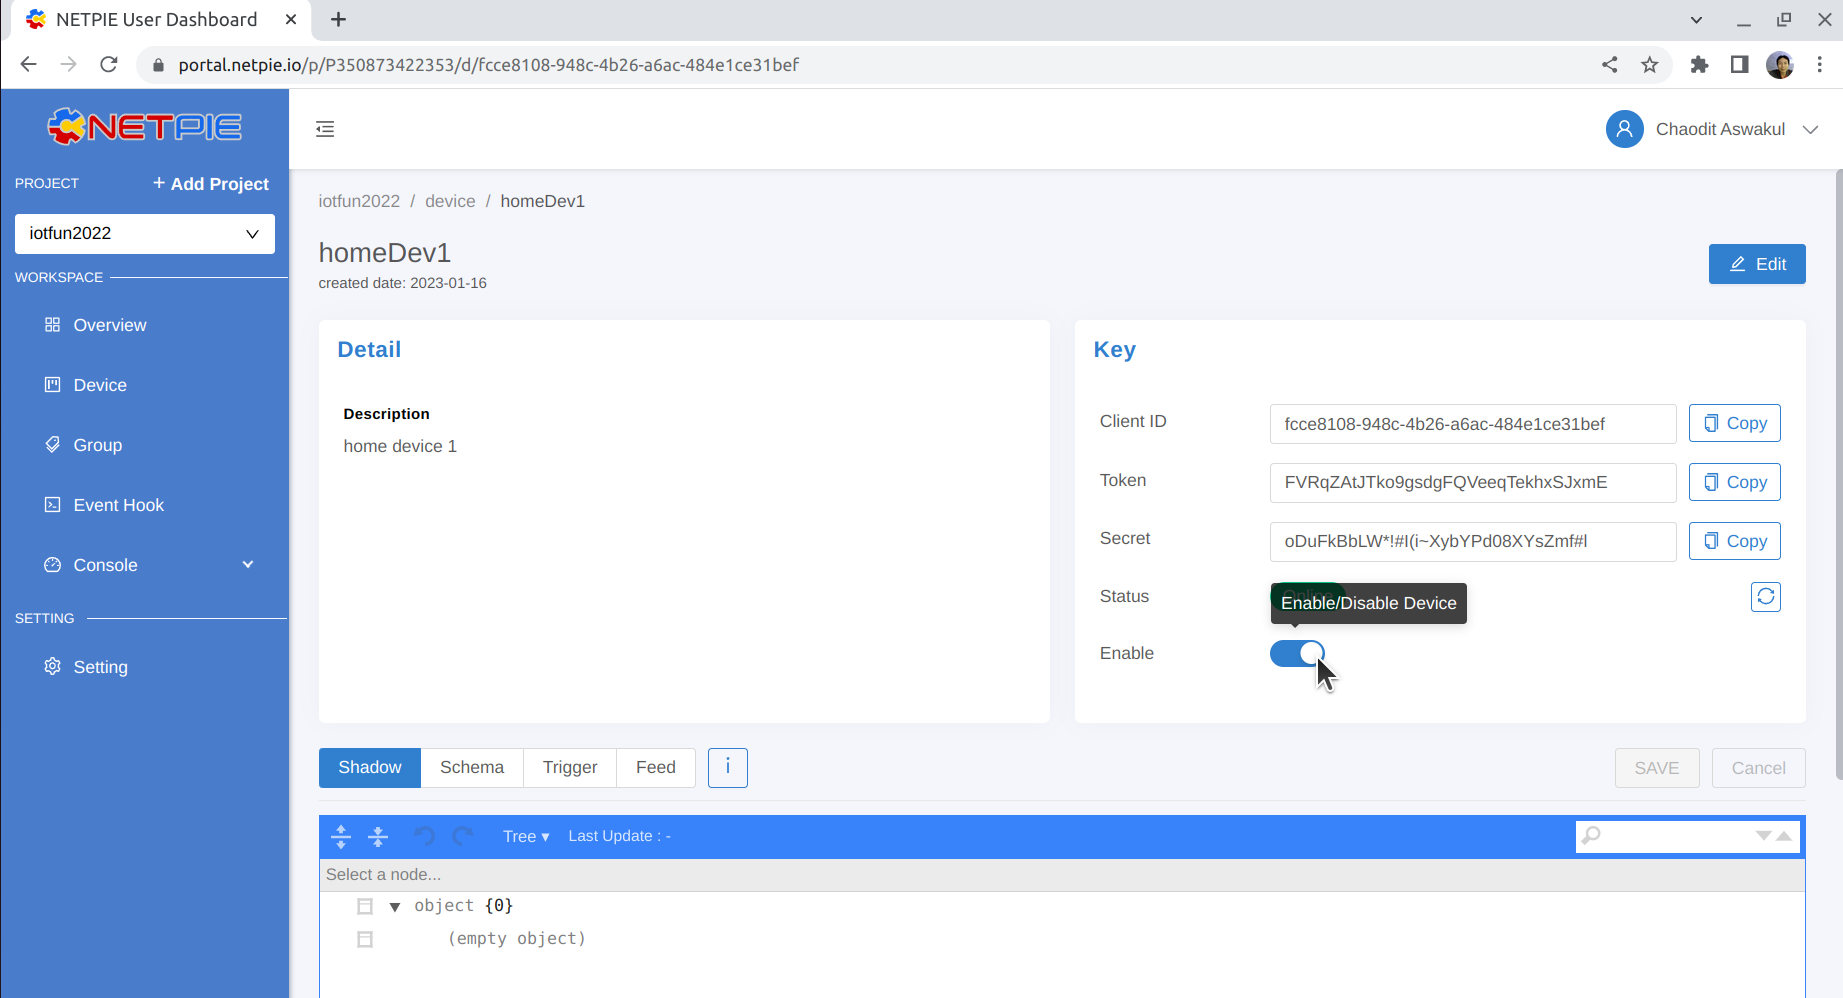 NETPIE User Dashboard
portal.netpie.io/p/P350873422353/d/fcce8108-948c-4b26-a6ac-484e1ce31bef
NETPIE
PROJECT
+ Add Project
iotfun2022
WORKSPACE
Overview
Device
Group
Event Hook
Console
SETTING
Setting
Chaodit Aswakul
iotfun2022 / device / homeDev1
homeDev1
created date: 2023-01-16
Edit
Detail
Description
home device 1
Key
Client ID
fcce8108-948c-4b26-a6ac-484e1ce31bef
Copy
Token
FVRqZAtJTko9gsdgFQVeeqTekhxSJxmE
Copy
Secret
oDuFkBbLW*!#I(i~XybYPd08XYsZmf#l
Copy
Status
Online
Enable/Disable Device
Enable
Shadow
Schema
Trigger
Feed
i
SAVE
Cancel
Tree ▾
Last Update : -
Select a node...
object {0}
(empty object)